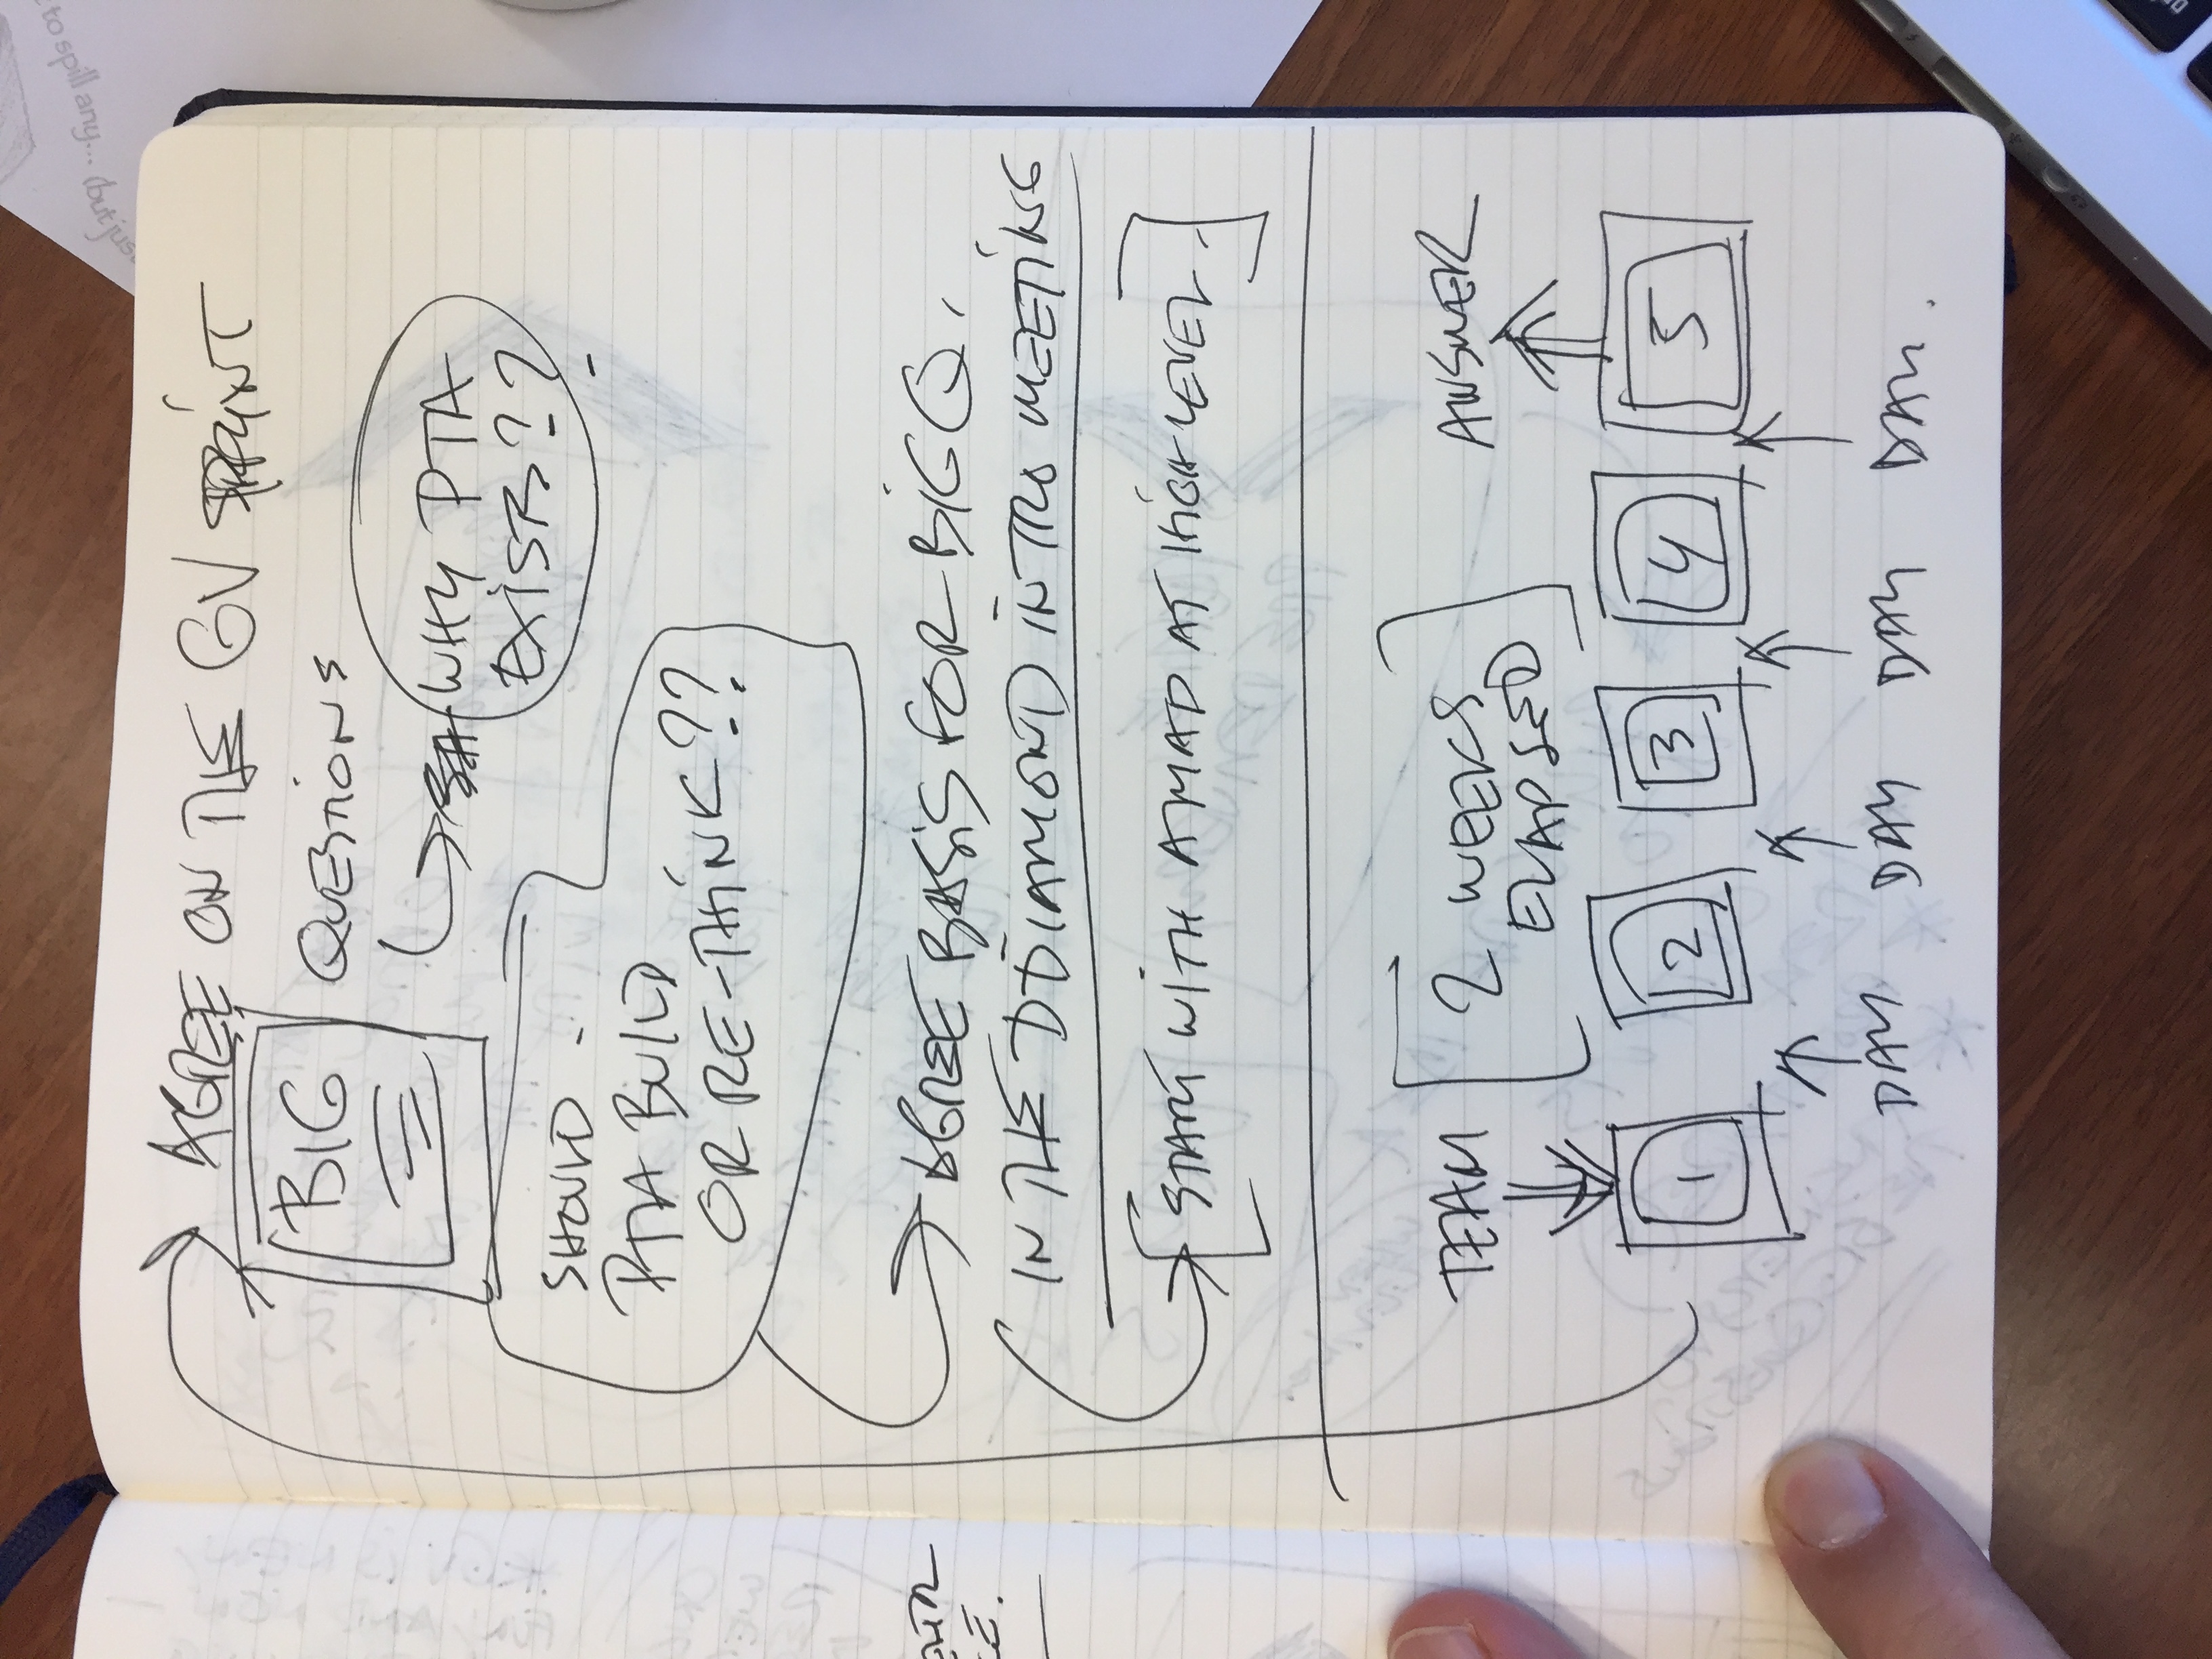 to spill any... (but jus
AGREE ON THE GV SPRINT
BIG
QUESTIONS
WHY PTA
EXISTS??
SHOULD
PTA BUILD
OR RE-THINK??
AGREE BASIS FOR BIG Q.
IN THE DDIAMOND INTRO MEETING
START WITH A MAP AT HIGH LEVEL.
TEAM
2 WEEKS
ELAPSED
ANSWER
1 2 3 4 5
DAY DAY DAY DAY.